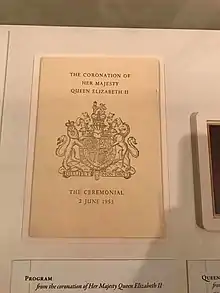 THE CORONATION OF
HER MAJESTY
QUEEN ELIZABETH II
THE CEREMONIAL
2 JUNE 1953
PROGRAM
from the coronation of Her Majesty Queen Elizabeth II
QUEEN